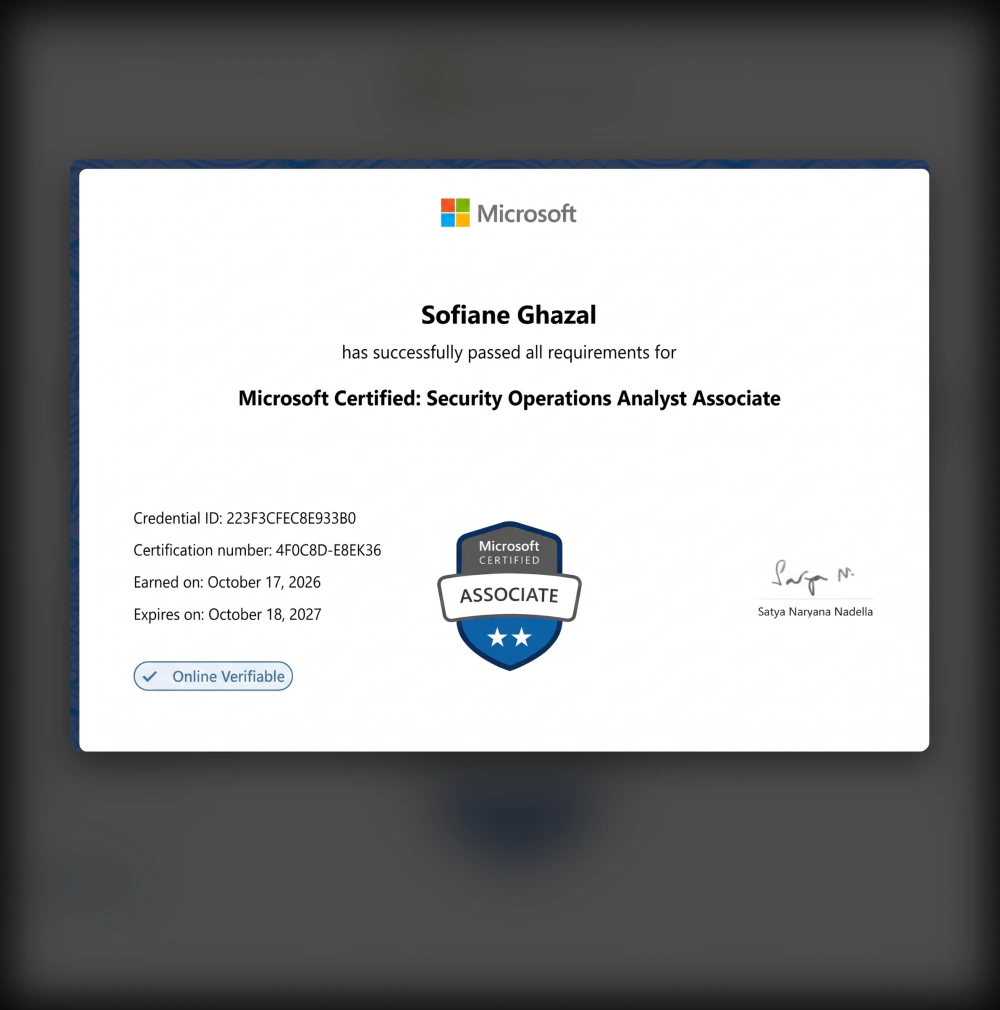 Microsoft
Sofiane Ghazal
has successfully passed all requirements for
Microsoft Certified: Security Operations Analyst Associate
Credential ID: 223F3CFEC8E933B0
Certification number: 4F0C8D-E8EK36
Earned on: October 17, 2026
Expires on: October 18, 2027
Online Verifiable
Microsoft
CERTIFIED
ASSOCIATE
Satya N.
Satya Naryana Nadella